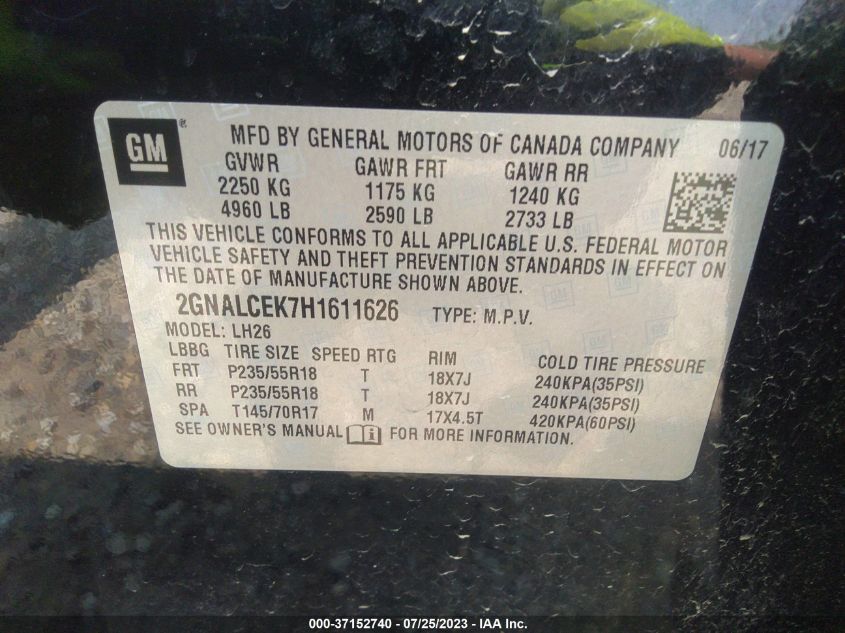 GM® MFD BY GENERAL MOTORS OF CANADA COMPANY 06/17
GVWR GAWR FRT GAWR RR
2250 KG 1175 KG 1240 KG
4960 LB 2590 LB 2733 LB
THIS VEHICLE CONFORMS TO ALL APPLICABLE U.S. FEDERAL MOTOR
VEHICLE SAFETY AND THEFT PREVENTION STANDARDS IN EFFECT ON
THE DATE OF MANUFACTURE SHOWN ABOVE.
2GNALCEK7H1611626 TYPE: M.P.V.
MODEL: LH26
LBBG TIRE SIZE SPEED RTG RIM COLD TIRE PRESSURE
FRT P235/55R18 T 18X7J 240KPA(35PSI)
RR P235/55R18 T 18X7J 240KPA(35PSI)
SPA T145/70R17 M 17X4.5T 420KPA(60PSI)
SEE OWNER'S MANUAL FOR MORE INFORMATION.
000-37152740 - 07/25/2023 - IAA Inc.